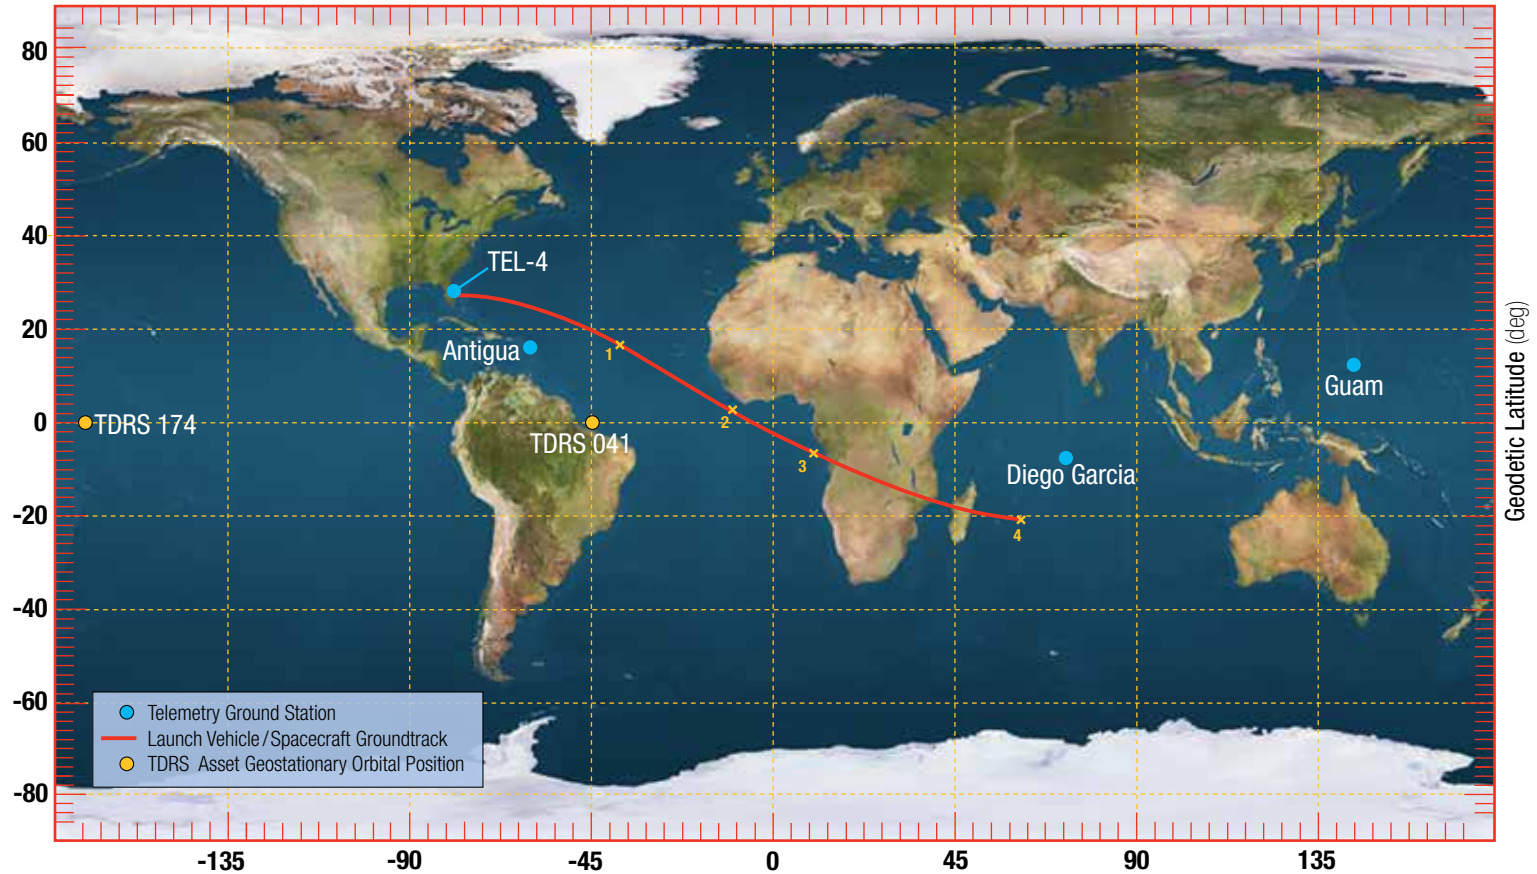 80
60
40
20
0
-20
-40
-60
-80
TEL-4
Antigua
1
Guam
TDRS 174
2
TDRS 041
3
Diego Garcia
4
Geodetic Latitude (deg)
Telemetry Ground Station
Launch Vehicle/Spacecraft Groundtrack
TDRS Asset Geostationary Orbital Position
-135
-90
-45
0
45
90
135